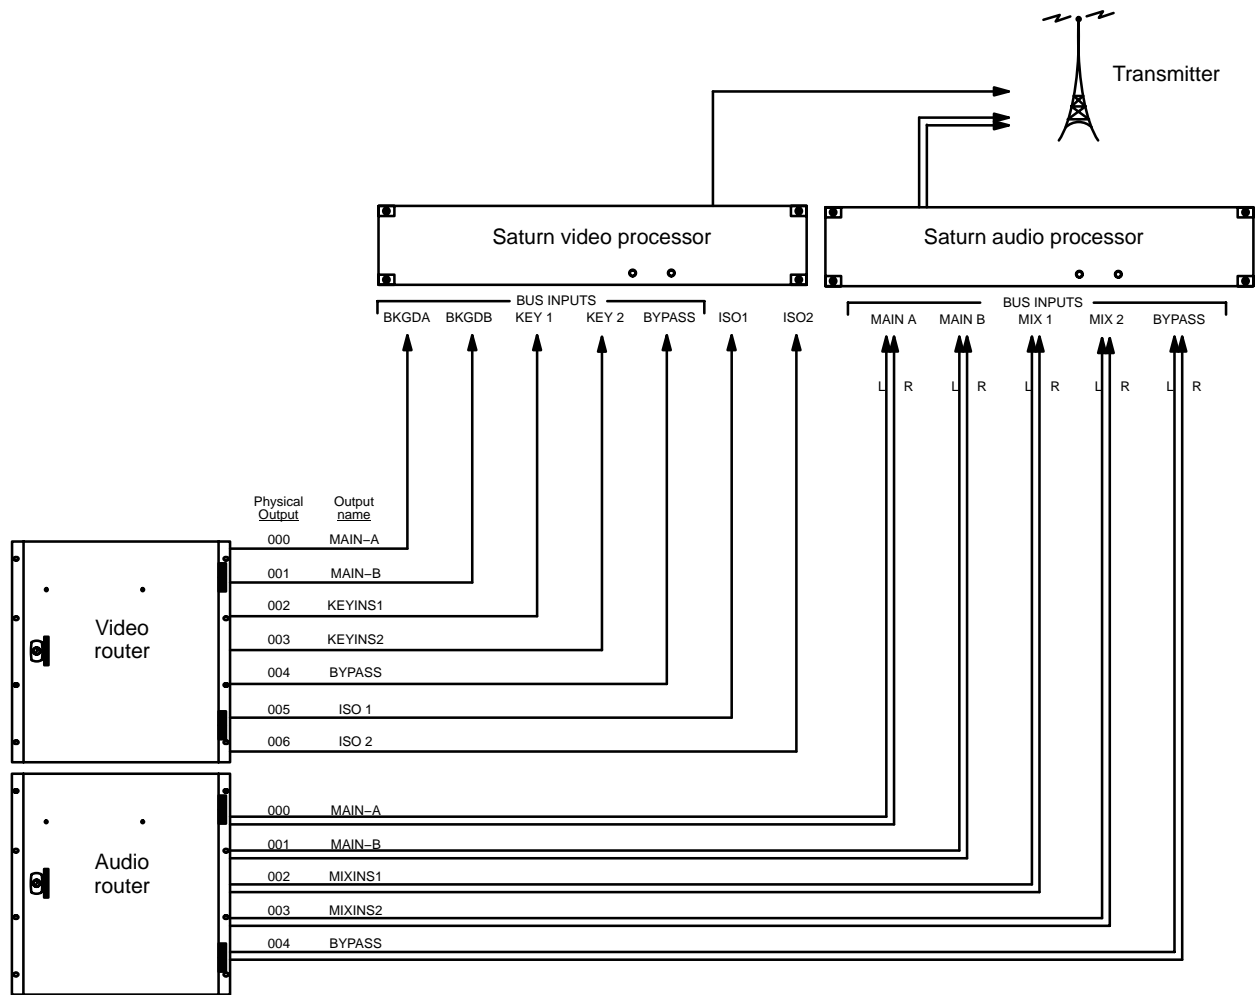 Transmitter
Saturn video processor
Saturn audio processor
BUS INPUTS
BKGDA BKGDB KEY 1 KEY 2 BYPASS ISO1 ISO2
BUS INPUTS
MAIN A MAIN B MIX 1 MIX 2 BYPASS
L R L R L R L R L R
Physical Output
Output name
000 MAIN–A
001 MAIN–B
002 KEYINS1
003 KEYINS2
004 BYPASS
005 ISO 1
006 ISO 2
Video
router
000 MAIN–A
001 MAIN–B
002 MIXINS1
003 MIXINS2
004 BYPASS
Audio
router